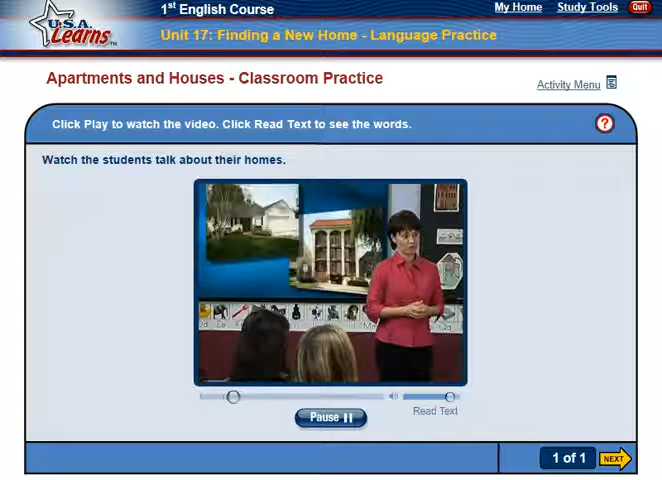 U.S.A.
Learns™
1st English Course
My Home
Study Tools
Quit
Unit 17: Finding a New Home - Language Practice
Apartments and Houses - Classroom Practice
Activity Menu
Click Play to watch the video. Click Read Text to see the words.
?
Watch the students talk about their homes.
Pause
Read Text
1 of 1
NEXT